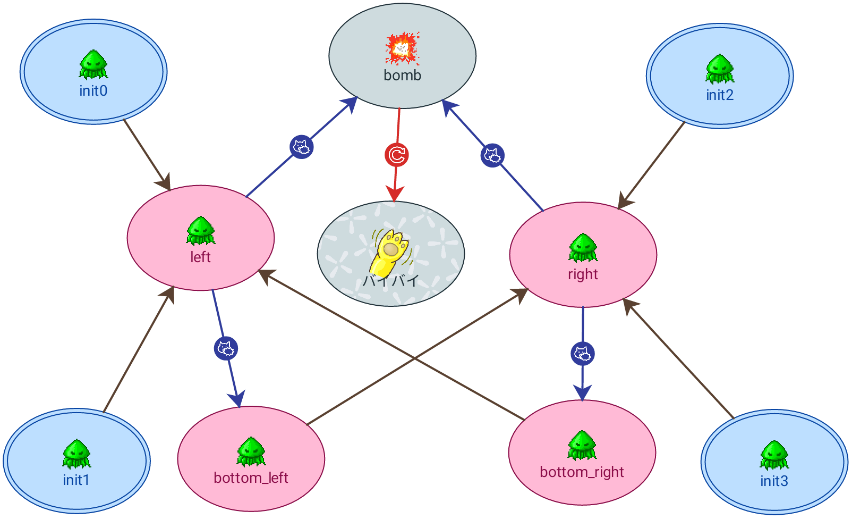 init0
bomb
init2
left
バイバイ
right
init1
bottom_left
bottom_right
init3